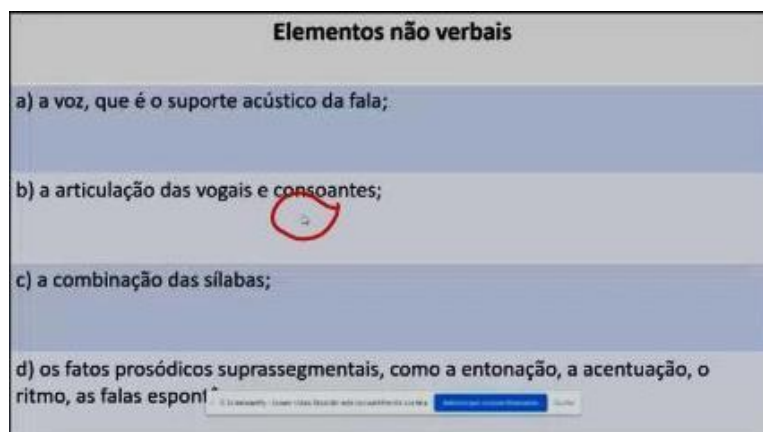 Elementos não verbais
a) a voz, que é o suporte acústico da fala;
b) a articulação das vogais e consoantes;
c) a combinação das sílabas;
d) os fatos prosódicos suprassegmentais, como a entonação, a acentuação, o
ritmo, as falas